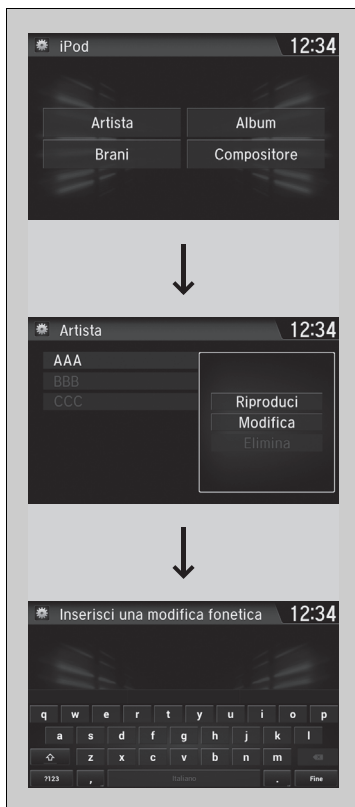 iPod 12:34
Artista Album
Brani Compositore
Artista 12:34
AAA
BBB
CCC
Riproduci
Modifica
Elimina
Inserisci una modifica fonetica 12:34
q w e r t y u i o p
a s d f g h j k l
z x c v b n m
?123 , Italiano . Fine